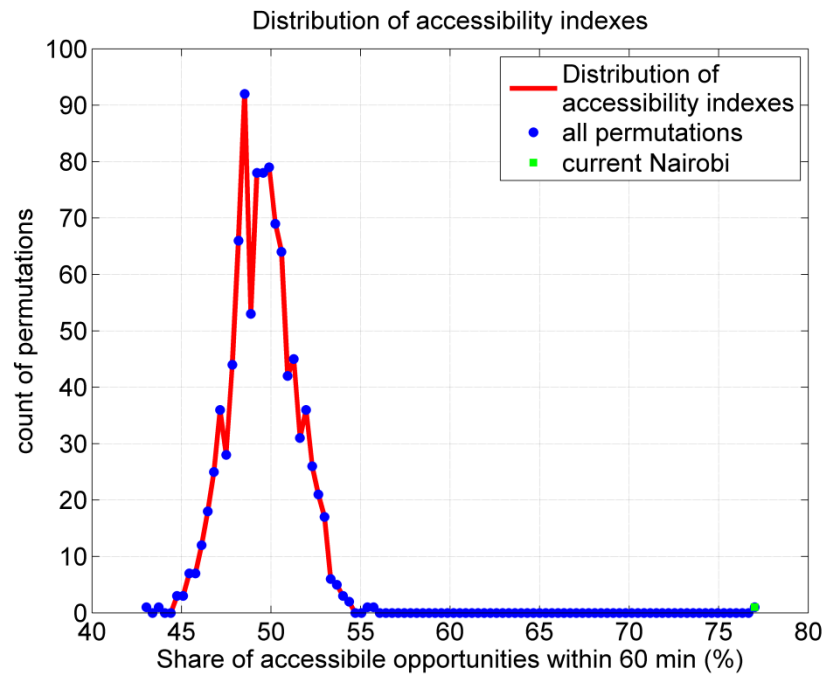 Distribution of accessibility indexes
100
90
80
70
60
50
40
30
20
10
0
count of permutations
Distribution of
accessibility indexes
all permutations
current Nairobi
40 45 50 55 60 65 70 75 80
Share of accessibile opportunities within 60 min (%)